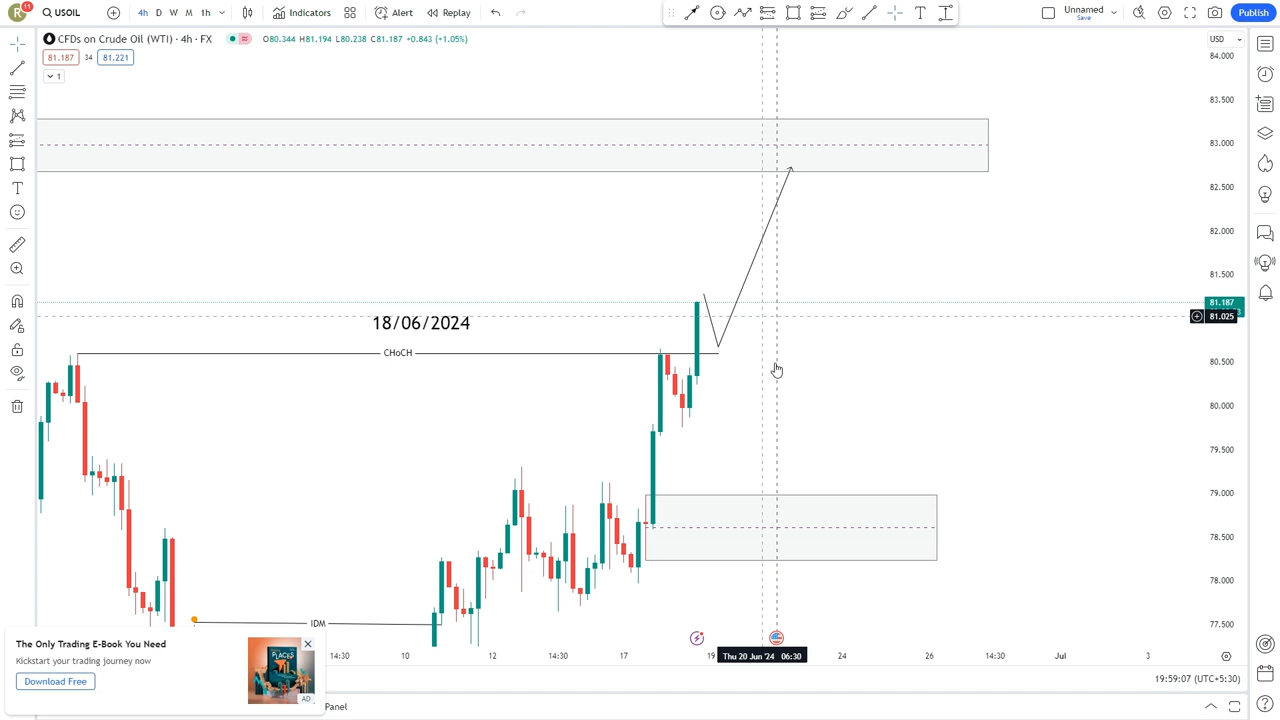 R 11 USOIL 4h D W M 1h Indicators Alert Replay Unnamed Save Publish
CFDs on Crude Oil (WTI) · 4h · FX O80.344 H81.194 L80.238 C81.187 +0.843 (+1.05%) USD
81.187 34 81.221
1
84.000
83.500
83.000
82.500
82.000
81.500
81.187
81.025
80.500
80.000
79.500
79.000
78.500
78.000
77.500
18/06/2024
CHoCH
IDM
The Only Trading E-Book You Need
Kickstart your trading journey now
Download Free
AD
14:30 10 12 14:30 17 19 Thu 20 Jun '24 06:30 24 26 14:30 Jul 3
19:59:07 (UTC+5:30)
Panel